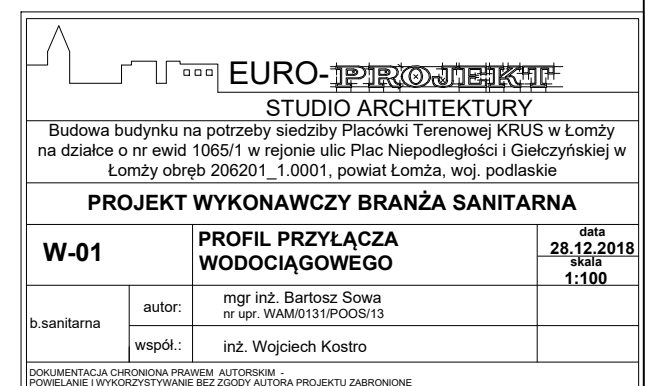 EURO-PROJEKT
STUDIO ARCHITEKTURY
Budowa budynku na potrzeby siedziby Placówki Terenowej KRUS w Łomży
na działce o nr ewid 1065/1 w rejonie ulic Plac Niepodległości i Giełczyńskiej w
Łomży obręb 206201_1.0001, powiat Łomża, woj. podlaskie
PROJEKT WYKONAWCZY BRANŻA SANITARNA
W-01
PROFIL PRZYŁĄCZA
WODOCIĄGOWEGO
data
28.12.2018
skala
1:100
b.sanitarna
autor:
mgr inż. Bartosz Sowa
nr upr. WAM/0131/POOS/13
współ.:
inż. Wojciech Kostro
DOKUMENTACJA CHRONIONA PRAWEM AUTORSKIM -
POWIELANIE I WYKORZYSTYWANIE BEZ ZGODY AUTORA PROJEKTU ZABRONIONE